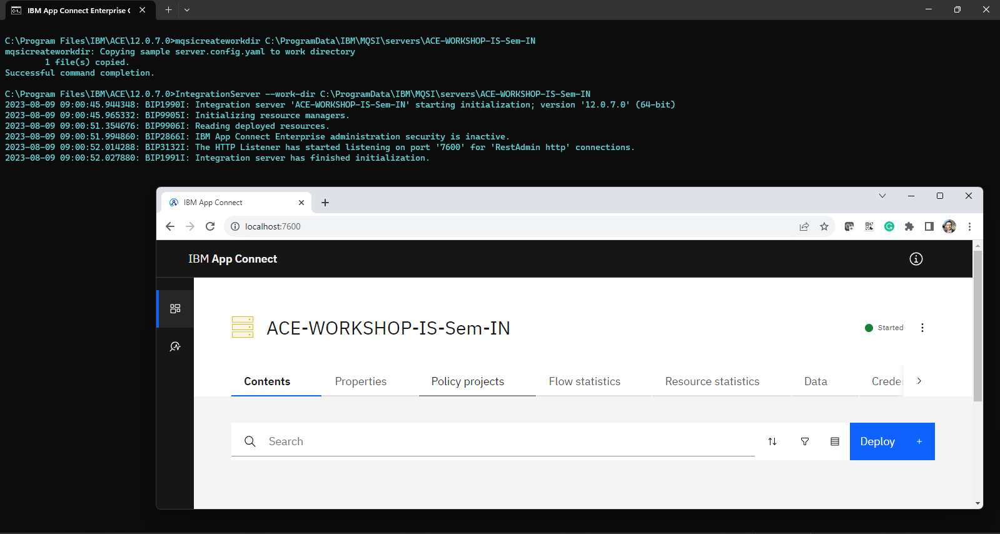 IBM App Connect Enterprise C
C:\Program Files\IBM\ACE\12.0.7.0>mqsicreateworkdir C:\ProgramData\IBM\MQSI\servers\ACE-WORKSHOP-IS-Sem-IN
mqsicreateworkdir: Copying sample server.config.yaml to work directory
1 file(s) copied.
Successful command completion.
C:\Program Files\IBM\ACE\12.0.7.0>IntegrationServer --work-dir C:\ProgramData\IBM\MQSI\servers\ACE-WORKSHOP-IS-Sem-IN
2023-08-09 09:00:45.944348: BIP1990I: Integration server 'ACE-WORKSHOP-IS-Sem-IN' starting initialization; version '12.0.7.0' (64-bit)
2023-08-09 09:00:45.965332: BIP9905I: Initializing resource managers.
2023-08-09 09:00:51.354676: BIP9906I: Reading deployed resources.
2023-08-09 09:00:51.994860: BIP2866I: IBM App Connect Enterprise administration security is inactive.
2023-08-09 09:00:52.014288: BIP3132I: The HTTP Listener has started listening on port '7600' for 'RestAdmin http' connections.
2023-08-09 09:00:52.027880: BIP1991I: Integration server has finished initialization.
IBM App Connect
localhost:7600
IBM App Connect
ACE-WORKSHOP-IS-Sem-IN
Started
Contents Properties Policy projects Flow statistics Resource statistics Data Crede
Search
Deploy +